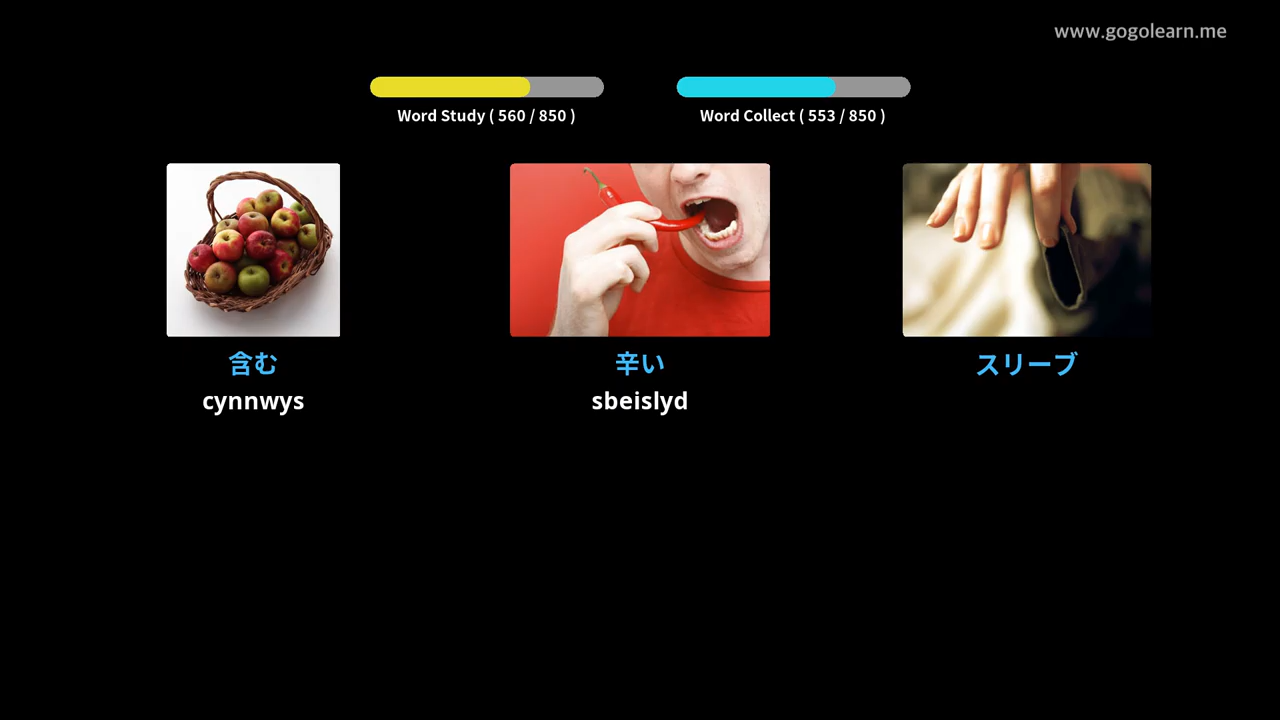 www.gogolearn.me
Word Study ( 560 / 850 )
Word Collect ( 553 / 850 )
含む
cynnwys
辛い
sbeislyd
スリーブ